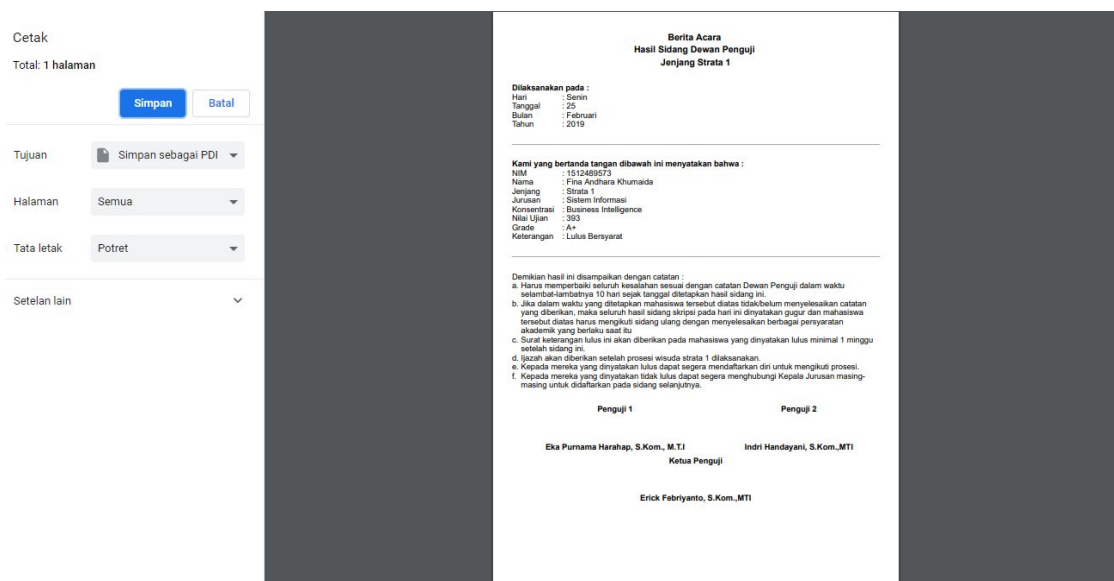 Cetak
Total: 1 halaman
Simpan
Batal
Tujuan
Simpan sebagai PDI
Halaman
Semua
Tata letak
Potret
Setelan lain
Berita Acara
Hasil Sidang Dewan Penguji
Jenjang Strata 1
Dilaksanakan pada :
Hari : Senin
Tanggal : 25
Bulan : Februari
Tahun : 2019
Kami yang bertanda tangan dibawah ini menyatakan bahwa :
NIM : 1512489573
Nama : Fina Andhara Khumaida
Jenjang : Strata 1
Jurusan : Sistem Informasi
Konsentrasi : Business Intelligence
Nilai Ujian : 393
Grade : A+
Keterangan : Lulus Bersyarat
Demikian hasil ini disampaikan dengan catatan :
a. Harus memperbaiki seluruh kesalahan sesuai dengan catatan Dewan Penguji dalam waktu
selambat-lambatnya 10 hari sejak tanggal ditetapkan hasil sidang ini.
b. Jika dalam waktu yang ditetapkan mahasiswa tersebut diatas tidak/belum menyelesaikan catatan
yang diberikan, maka seluruh hasil sidang skripsi pada hari ini dinyatakan gugur dan mahasiswa
tersebut diatas harus mengikuti sidang ulang dengan menyelesaikan berbagai persyaratan
akademik yang berlaku saat itu
c. Surat keterangan lulus ini akan diberikan pada mahasiswa yang dinyatakan lulus minimal 1 minggu
setelah sidang ini.
d. Ijazah akan diberikan setelah prosesi wisuda strata 1 dilaksanakan.
e. Kepada mereka yang dinyatakan lulus dapat segera mendaftarkan diri untuk mengikuti prosesi.
f. Kepada mereka yang dinyatakan tidak lulus dapat segera menghubungi Kepala Jurusan masing-
masing untuk didaftarkan pada sidang selanjutnya.
Penguji 1
Penguji 2
Eka Purnama Harahap, S.Kom., M.T.I
Indri Handayani, S.Kom.,MTI
Ketua Penguji
Erick Febriyanto, S.Kom.,MTI